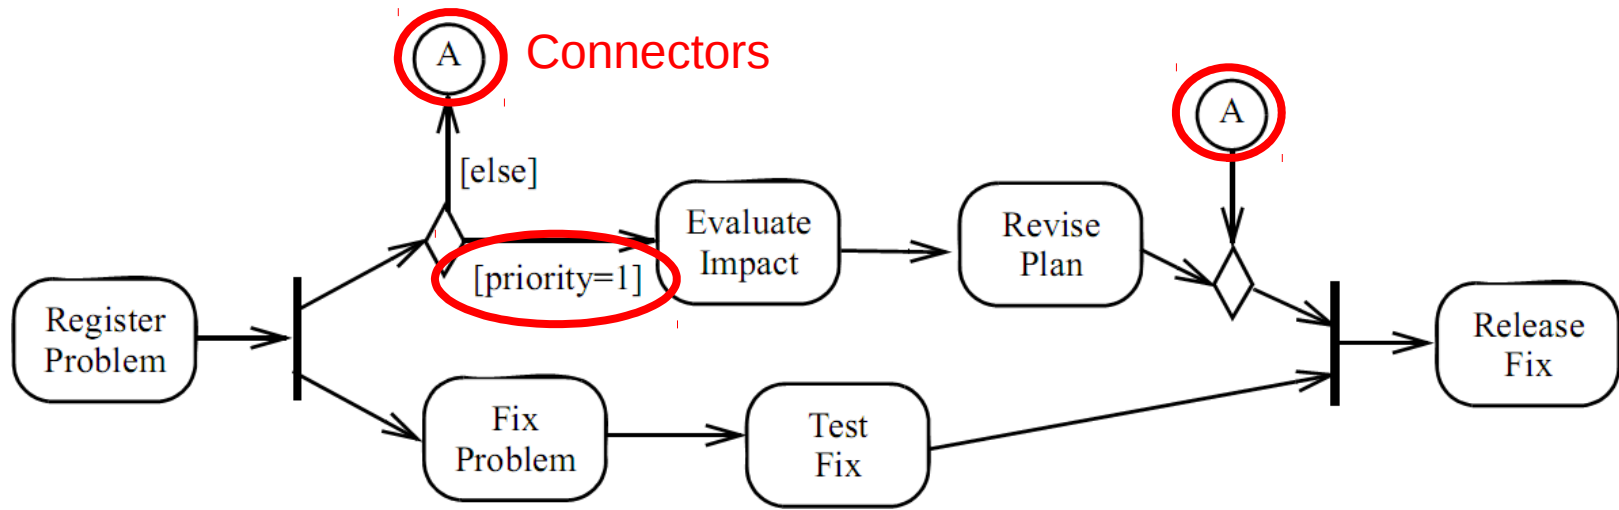 A
Connectors
A
[else]
Evaluate
Impact
Revise
Plan
[priority=1]
Register
Problem
Release
Fix
Fix
Problem
Test
Fix